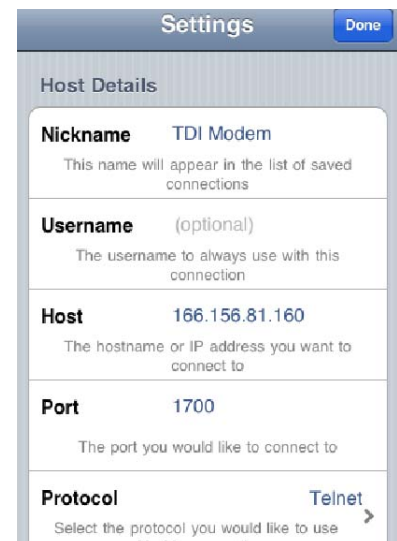 Settings
Done
Host Details
Nickname TDI Modem
This name will appear in the list of saved
connections
Username (optional)
The username to always use with this
connection
Host 166.156.81.160
The hostname or IP address you want to
connect to
Port 1700
The port you would like to connect to
Protocol Telnet
Select the protocol you would like to use